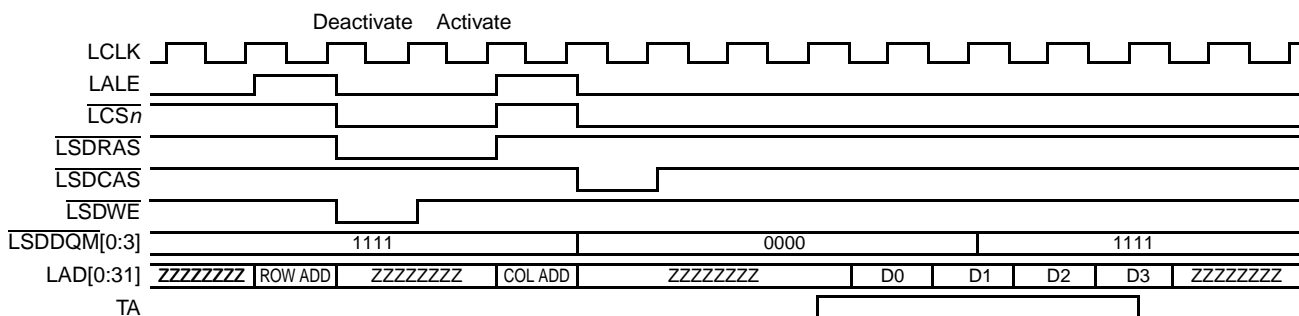 Deactivate Activate
LCLK
LALE
LCSn
LSDRAS
LSDCAS
LSDWE
LSDDQM[0:3] 1111 0000 1111
LAD[0:31] ZZZZZZZZ ROW ADD ZZZZZZZZ COL ADD ZZZZZZZZ D0 D1 D2 D3 ZZZZZZZZ
TA